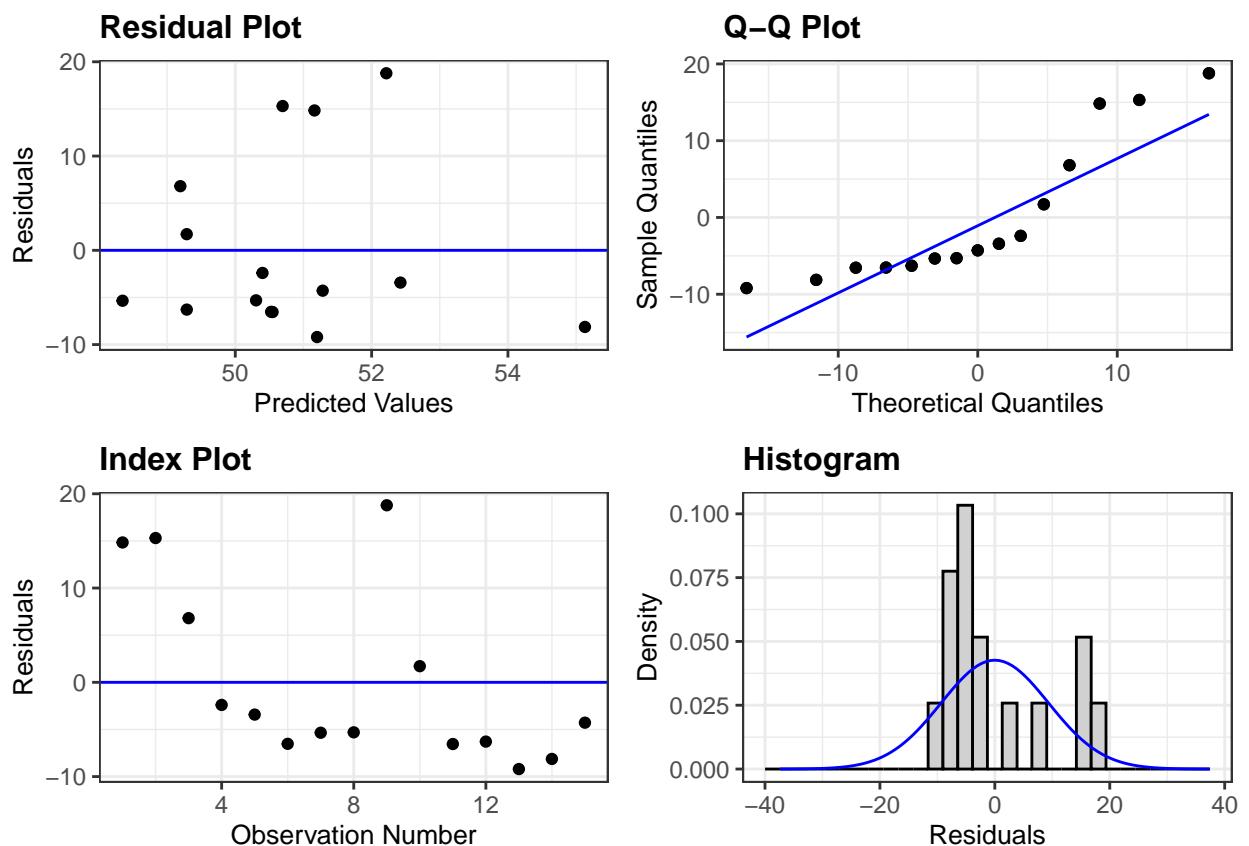 Residual Plot
20
10
0
−10
Residuals
50 52 54
Predicted Values
Q−Q Plot
20
10
0
−10
Sample Quantiles
−10 0 10
Theoretical Quantiles
Index Plot
20
10
0
−10
Residuals
4 8 12
Observation Number
Histogram
0.100
0.075
0.050
0.025
0.000
Density
−40 −20 0 20 40
Residuals